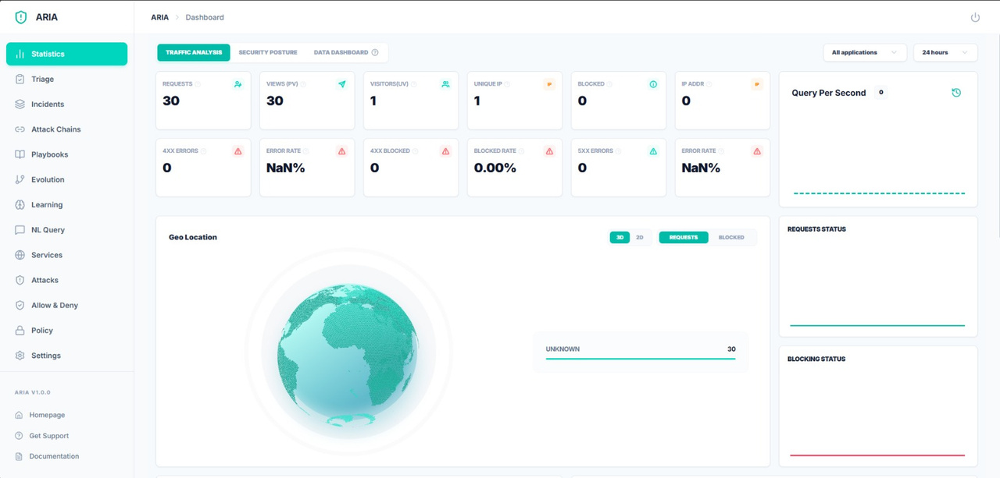 ARIA
ARIA > Dashboard
Statistics
Triage
Incidents
Attack Chains
Playbooks
Evolution
Learning
NL Query
Services
Attacks
Allow & Deny
Policy
Settings
ARIA V1.0.0
Homepage
Get Support
Documentation
TRAFFIC ANALYSIS SECURITY POSTURE DATA DASHBOARD
All applications 24 hours
REQUESTS
30
VIEWS (PV)
30
VISITORS(UV)
1
UNIQUE IP
IP
1
BLOCKED
0
IP ADDR
IP
0
4XX ERRORS
0
ERROR RATE
NaN%
4XX BLOCKED
0
BLOCKED RATE
0.00%
5XX ERRORS
0
ERROR RATE
NaN%
Query Per Second 0
Geo Location
3D 2D REQUESTS BLOCKED
UNKNOWN 30
REQUESTS STATUS
BLOCKING STATUS